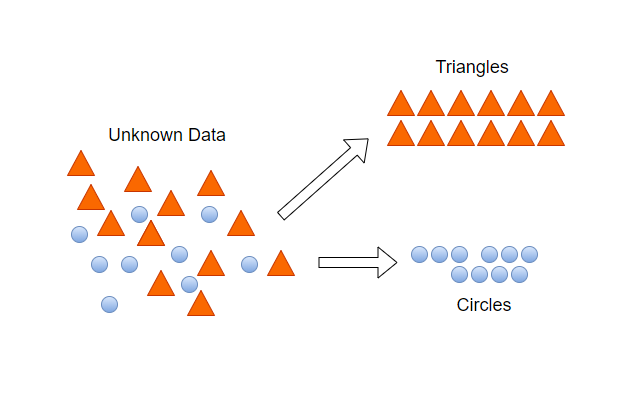 Triangles
Unknown Data
Circles